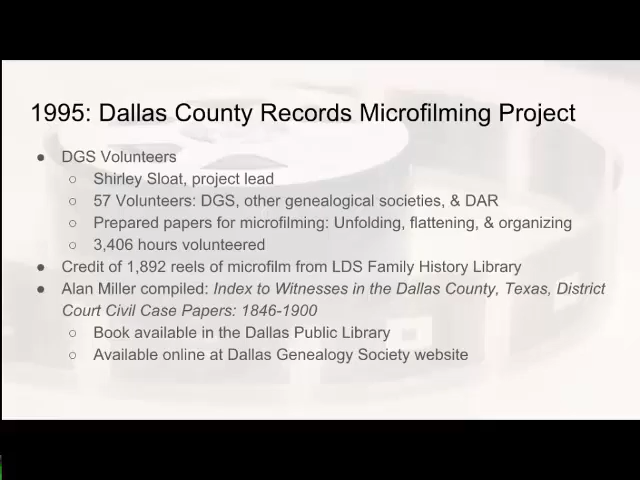 1995: Dallas County Records Microfilming Project
● DGS Volunteers
○ Shirley Sloat, project lead
○ 57 Volunteers: DGS, other genealogical societies, & DAR
○ Prepared papers for microfilming: Unfolding, flattening, & organizing
○ 3,406 hours volunteered
● Credit of 1,892 reels of microfilm from LDS Family History Library
● Alan Miller compiled: Index to Witnesses in the Dallas County, Texas, District
Court Civil Case Papers: 1846-1900
○ Book available in the Dallas Public Library
○ Available online at Dallas Genealogy Society website